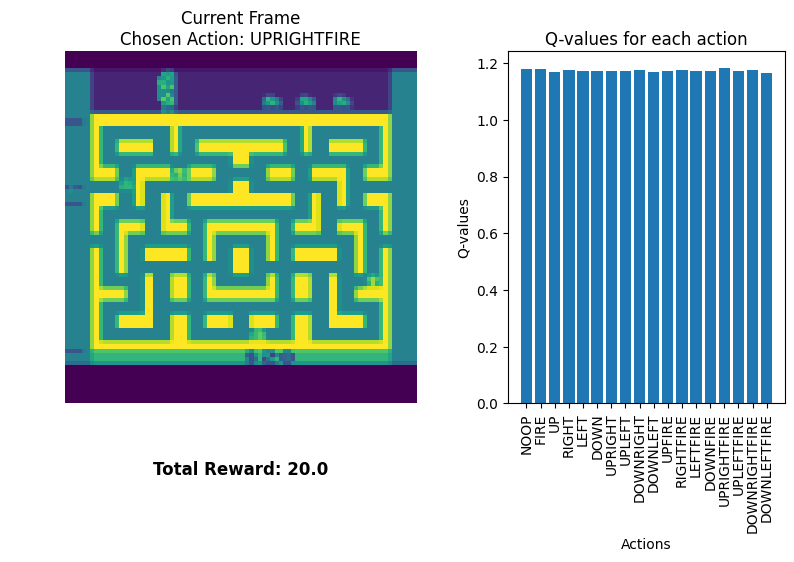 Current Frame
Chosen Action: UPRIGHTFIRE
Total Reward: 20.0
Q-values for each action
Q-values
1.2
1.0
0.8
0.6
0.4
0.2
0.0
NOOP
FIRE
UP
RIGHT
LEFT
DOWN
UPRIGHT
UPLEFT
DOWNRIGHT
DOWNLEFT
UPFIRE
RIGHTFIRE
LEFTFIRE
DOWNFIRE
UPRIGHTFIRE
UPLEFTFIRE
DOWNRIGHTFIRE
DOWNLEFTFIRE
Actions